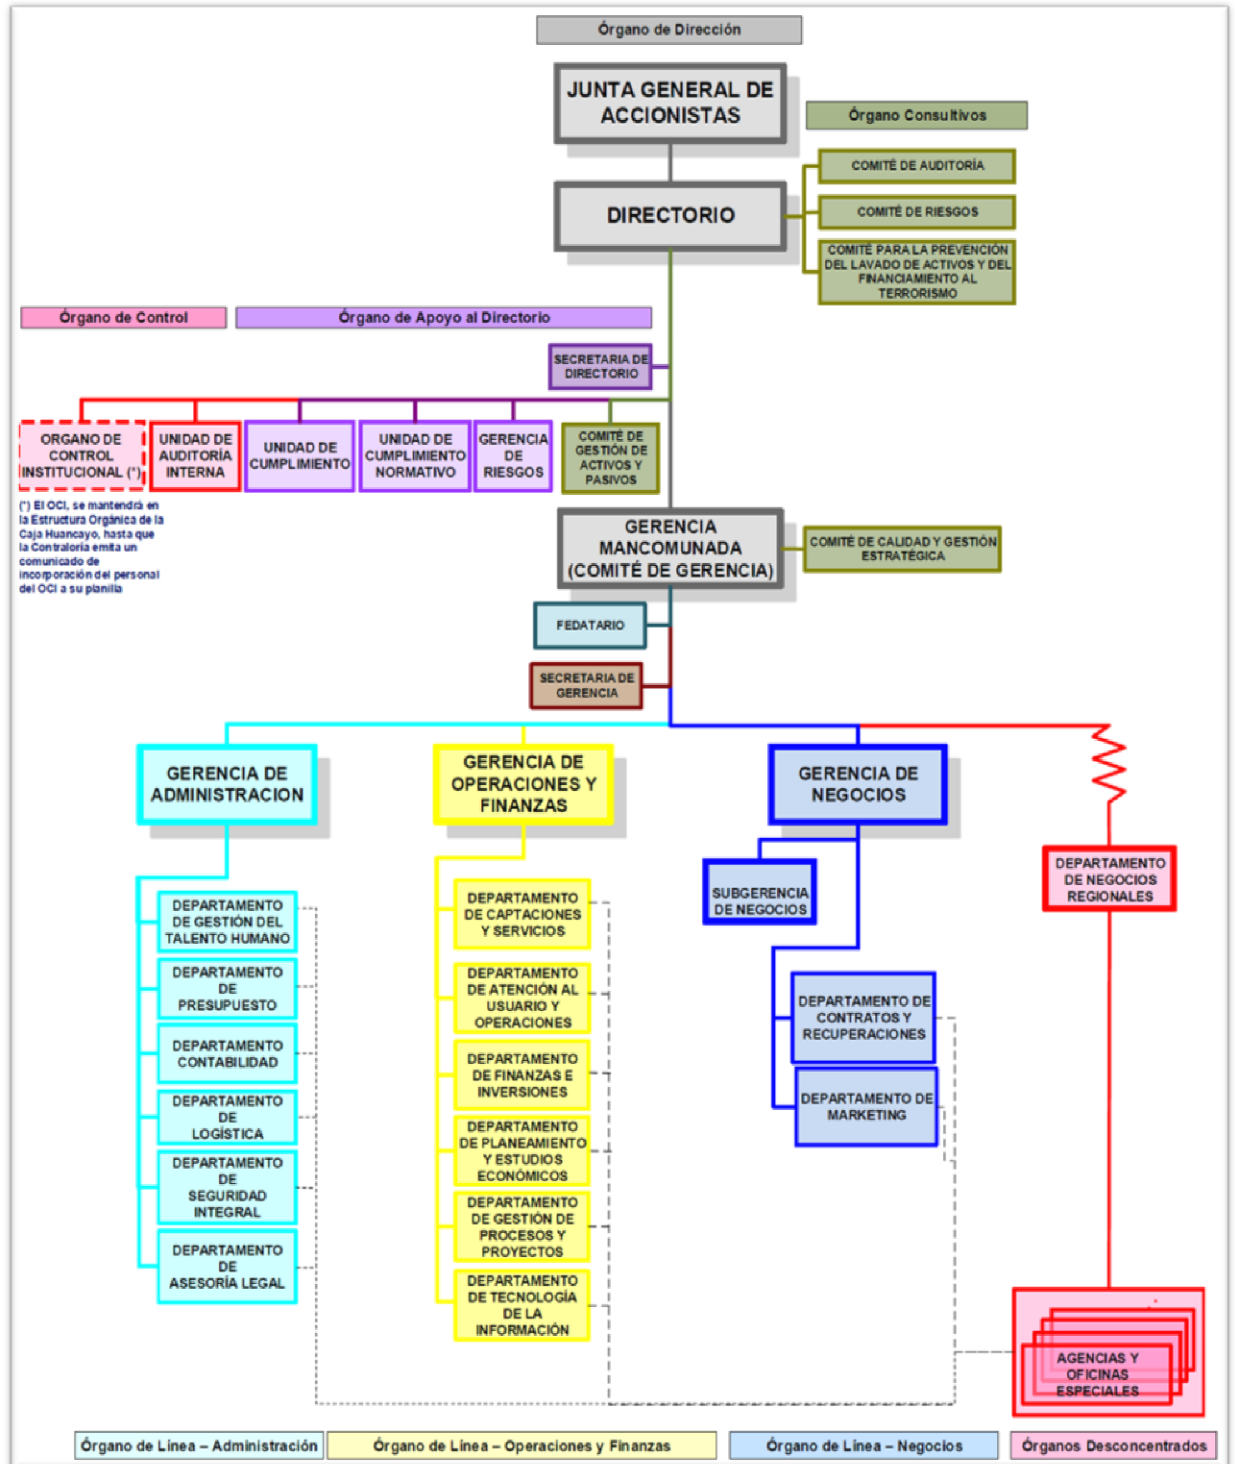 Órgano de Dirección
JUNTA GENERAL DE
ACCIONISTAS
Órgano Consultivos
COMITÉ DE AUDITORÍA
DIRECTORIO
COMITÉ DE RIESGOS
COMITÉ PARA LA PREVENCIÓN
DEL LAVADO DE ACTIVOS Y DEL
FINANCIAMIENTO AL
TERRORISMO
Órgano de Control
Órgano de Apoyo al Directorio
SECRETARIA DE
DIRECTORIO
ORGANO DE
CONTROL
INSTITUCIONAL (*)
UNIDAD DE
AUDITORÍA
INTERNA
UNIDAD DE
CUMPLIMIENTO
UNIDAD DE
CUMPLIMIENTO
NORMATIVO
GERENCIA
DE
RIESGOS
COMITÉ DE
GESTIÓN DE
ACTIVOS Y
PASIVOS
(*) El OCI, se mantendrá en
la Estructura Orgánica de la
Caja Huancayo, hasta que
la Contraloría emita un
comunicado de
incorporación del personal
del OCI a su planilla
GERENCIA
MANCOMUNADA
(COMITÉ DE GERENCIA)
COMITÉ DE CALIDAD Y GESTIÓN
ESTRATÉGICA
FEDATARIO
SECRETARIA DE
GERENCIA
GERENCIA DE
ADMINISTRACION
GERENCIA DE
OPERACIONES Y
FINANZAS
GERENCIA DE
NEGOCIOS
DEPARTAMENTO
DE NEGOCIOS
REGIONALES
SUBGERENCIA
DE NEGOCIOS
DEPARTAMENTO
DE GESTIÓN DEL
TALENTO HUMANO
DEPARTAMENTO
DE
PRESUPUESTO
DEPARTAMENTO
CONTABILIDAD
DEPARTAMENTO
DE
LOGÍSTICA
DEPARTAMENTO
DE
SEGURIDAD
INTEGRAL
DEPARTAMENTO
DE
ASESORÍA LEGAL
DEPARTAMENTO
DE CAPTACIONES
Y SERVICIOS
DEPARTAMENTO
DE ATENCIÓN AL
USUARIO Y
OPERACIONES
DEPARTAMENTO
DE FINANZAS E
INVERSIONES
DEPARTAMENTO
DE PLANEAMIENTO
Y ESTUDIOS
ECONÓMICOS
DEPARTAMENTO
DE GESTIÓN DE
PROCESOS Y
PROYECTOS
DEPARTAMENTO
DE TECNOLOGÍA
DE LA
INFORMACIÓN
DEPARTAMENTO DE
CONTRATOS Y
RECUPERACIONES
DEPARTAMENTO DE
MARKETING
AGENCIAS Y
OFICINAS
ESPECIALES
Órgano de Línea – Administración
Órgano de Línea – Operaciones y Finanzas
Órgano de Línea – Negocios
Órganos Desconcentrados